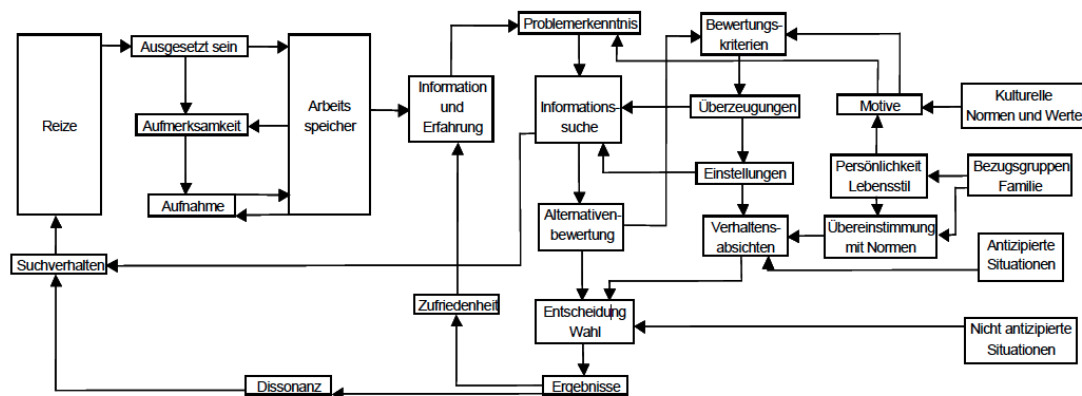 Reize
Ausgesetzt sein
Aufmerksamkeit
Aufnahme
Arbeits
speicher
Information
und
Erfahrung
Problemerkenntnis
Informations-
suche
Alternativen-
bewertung
Entscheidung
Wahl
Ergebnisse
Bewertungs-
kriterien
Überzeugungen
Einstellungen
Verhaltens-
absichten
Motive
Persönlichkeit
Lebensstil
Übereinstimmung
mit Normen
Kulturelle
Normen und Werte
Bezugsgruppen
Familie
Antizipierte
Situationen
Nicht antizipierte
Situationen
Suchverhalten
Zufriedenheit
Dissonanz